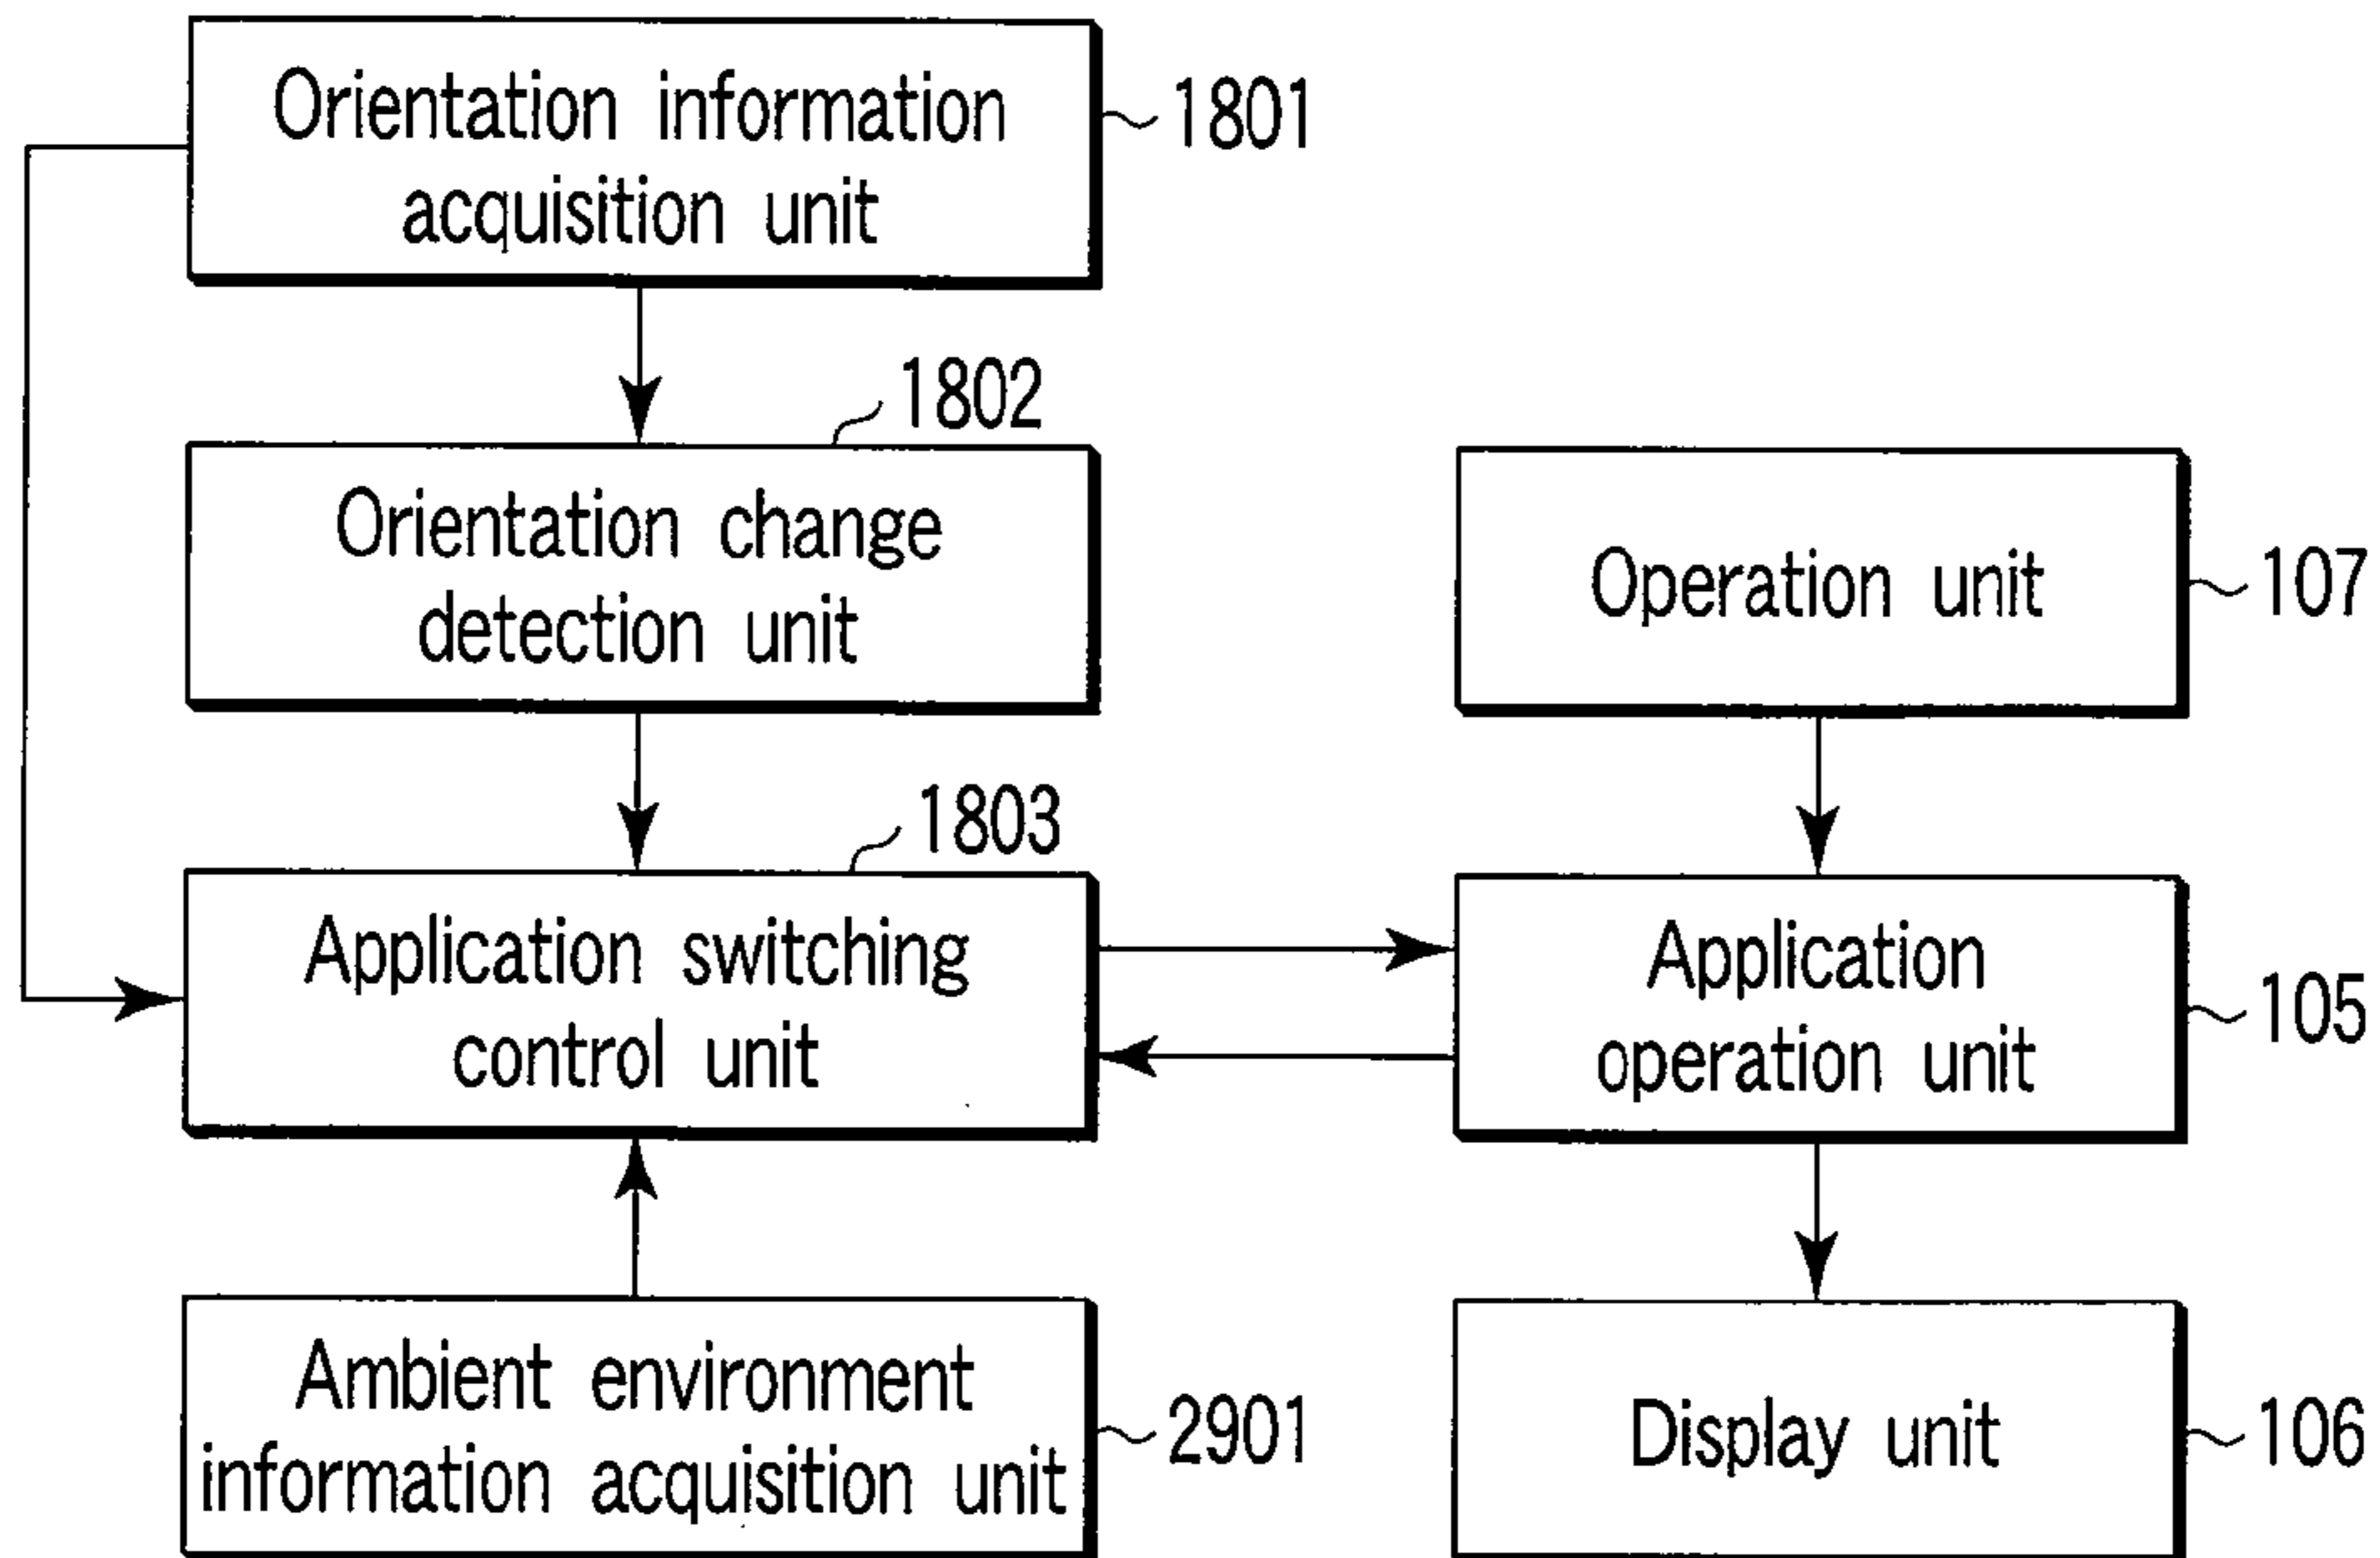 Orientation information
acquisition unit
1801
1802
Orientation change
detection unit
Operation unit
107
1803
Application switching
control unit
Application
operation unit
105
Ambient environment
information acquisition unit
2901
Display unit
106